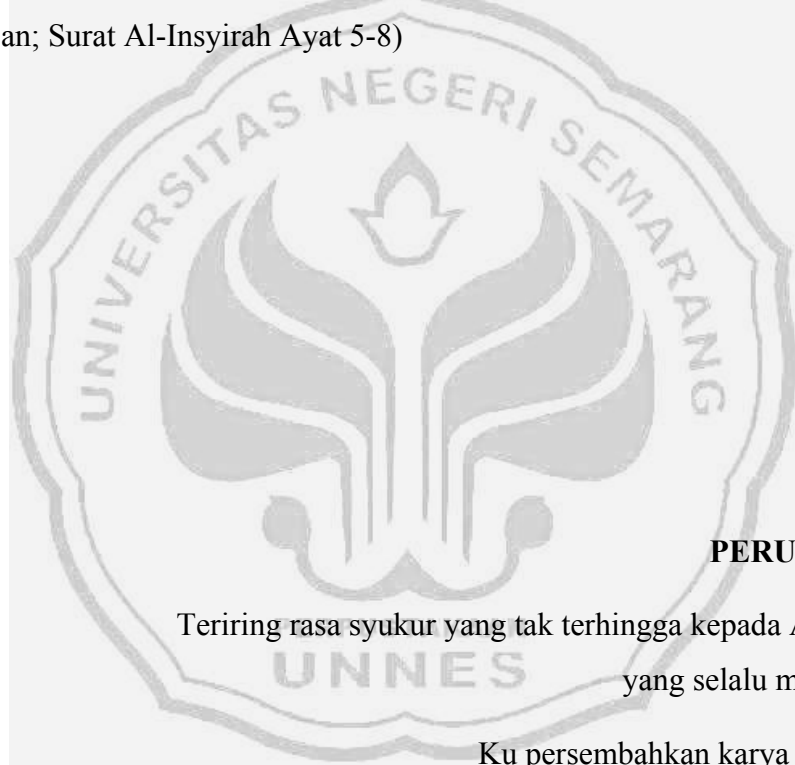 an; Surat Al-Insyirah Ayat 5-8)
UNIVERSITAS NEGERI SEMARANG
PERU
Teriring rasa syukur yang tak terhingga kepada A
PERPUSTAKAAN
UNNES
yang selalu m
Ku persembahkan karya